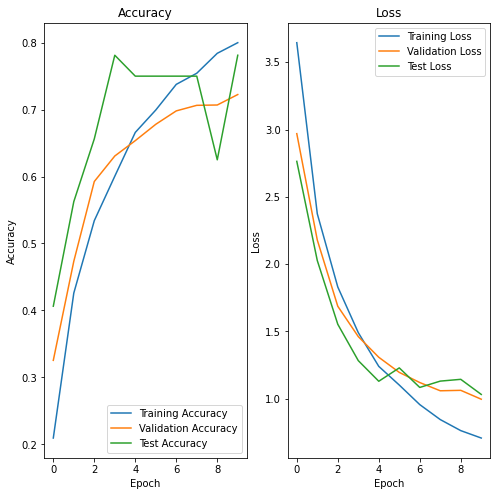 Accuracy
Accuracy
0.8
0.7
0.6
0.5
0.4
0.3
0.2
0 2 4 6 8
Epoch
Training Accuracy
Validation Accuracy
Test Accuracy
Loss
Loss
3.5
3.0
2.5
2.0
1.5
1.0
0 2 4 6 8
Epoch
Training Loss
Validation Loss
Test Loss